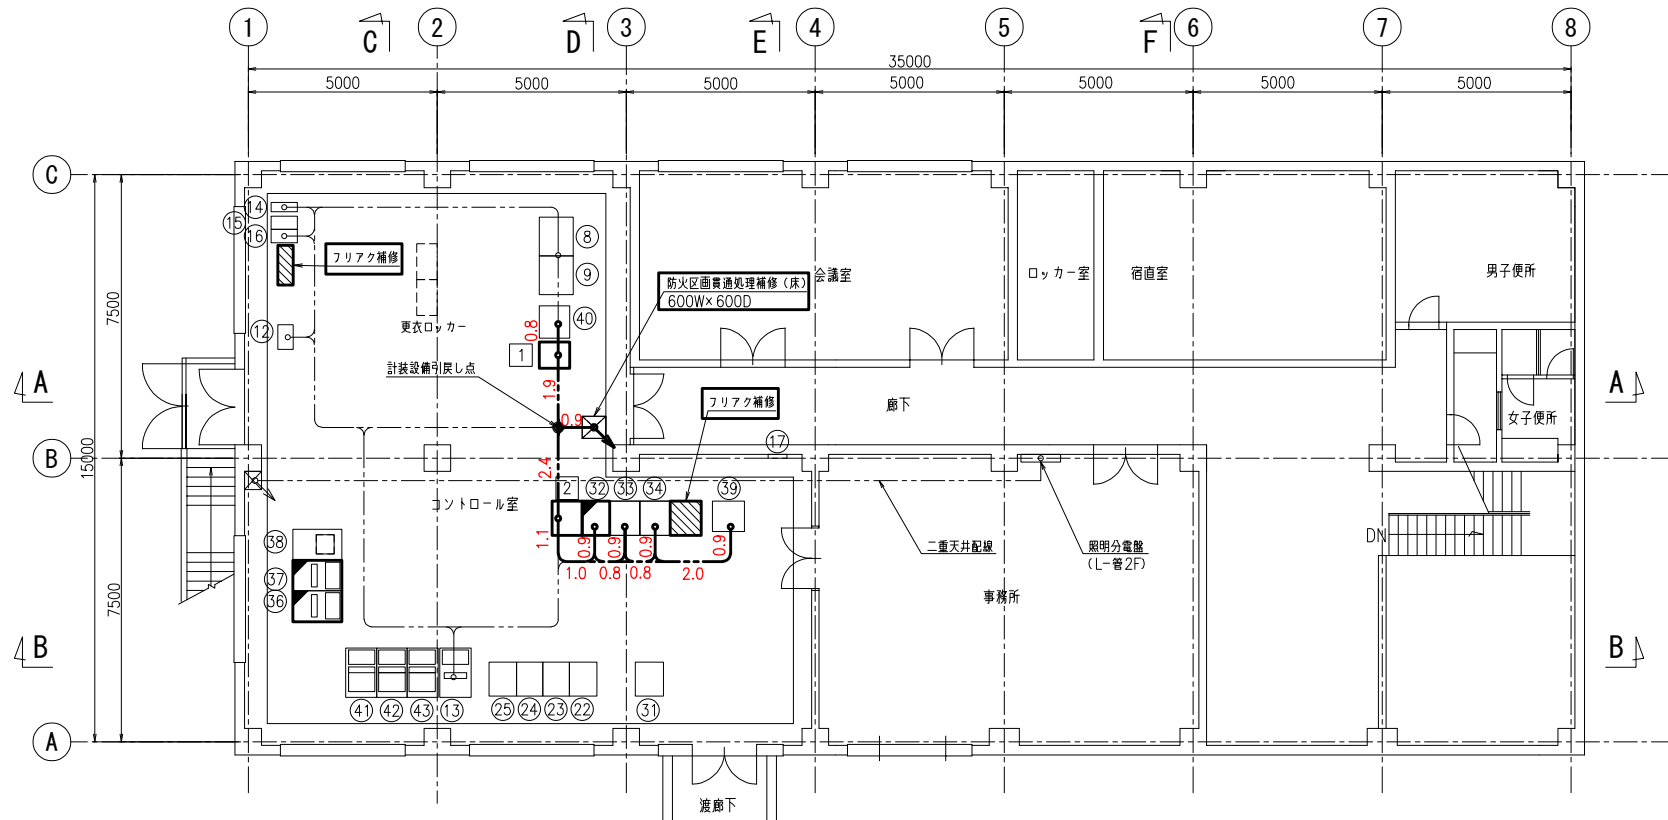 1 2 3 4 5 6 7 8
C D E F
35000
5000 5000 5000 5000 5000 5000 5000
C
B
A
7500
7500
15000
A A
B B
14
15
16
フリアク補修
12
更衣ロッカー
計装設備引戻し点
8
9
40
0.8
1
1.9
0.9
防火区画貫通処理補修（床）
600W×600D
会議室
ロッカー室
宿直室
男子便所
女子便所
廊下
フリアク補修
17
2.4
コントロール室
2 32 33 34 39
1.1 0.9 0.9 0.9 0.9
1.0 0.8 0.8 2.0
二重天井配線
照明分電盤
(L-管2F)
DN
事務所
38
37
36
41 42 43 13 25 24 23 22 31
渡廊下